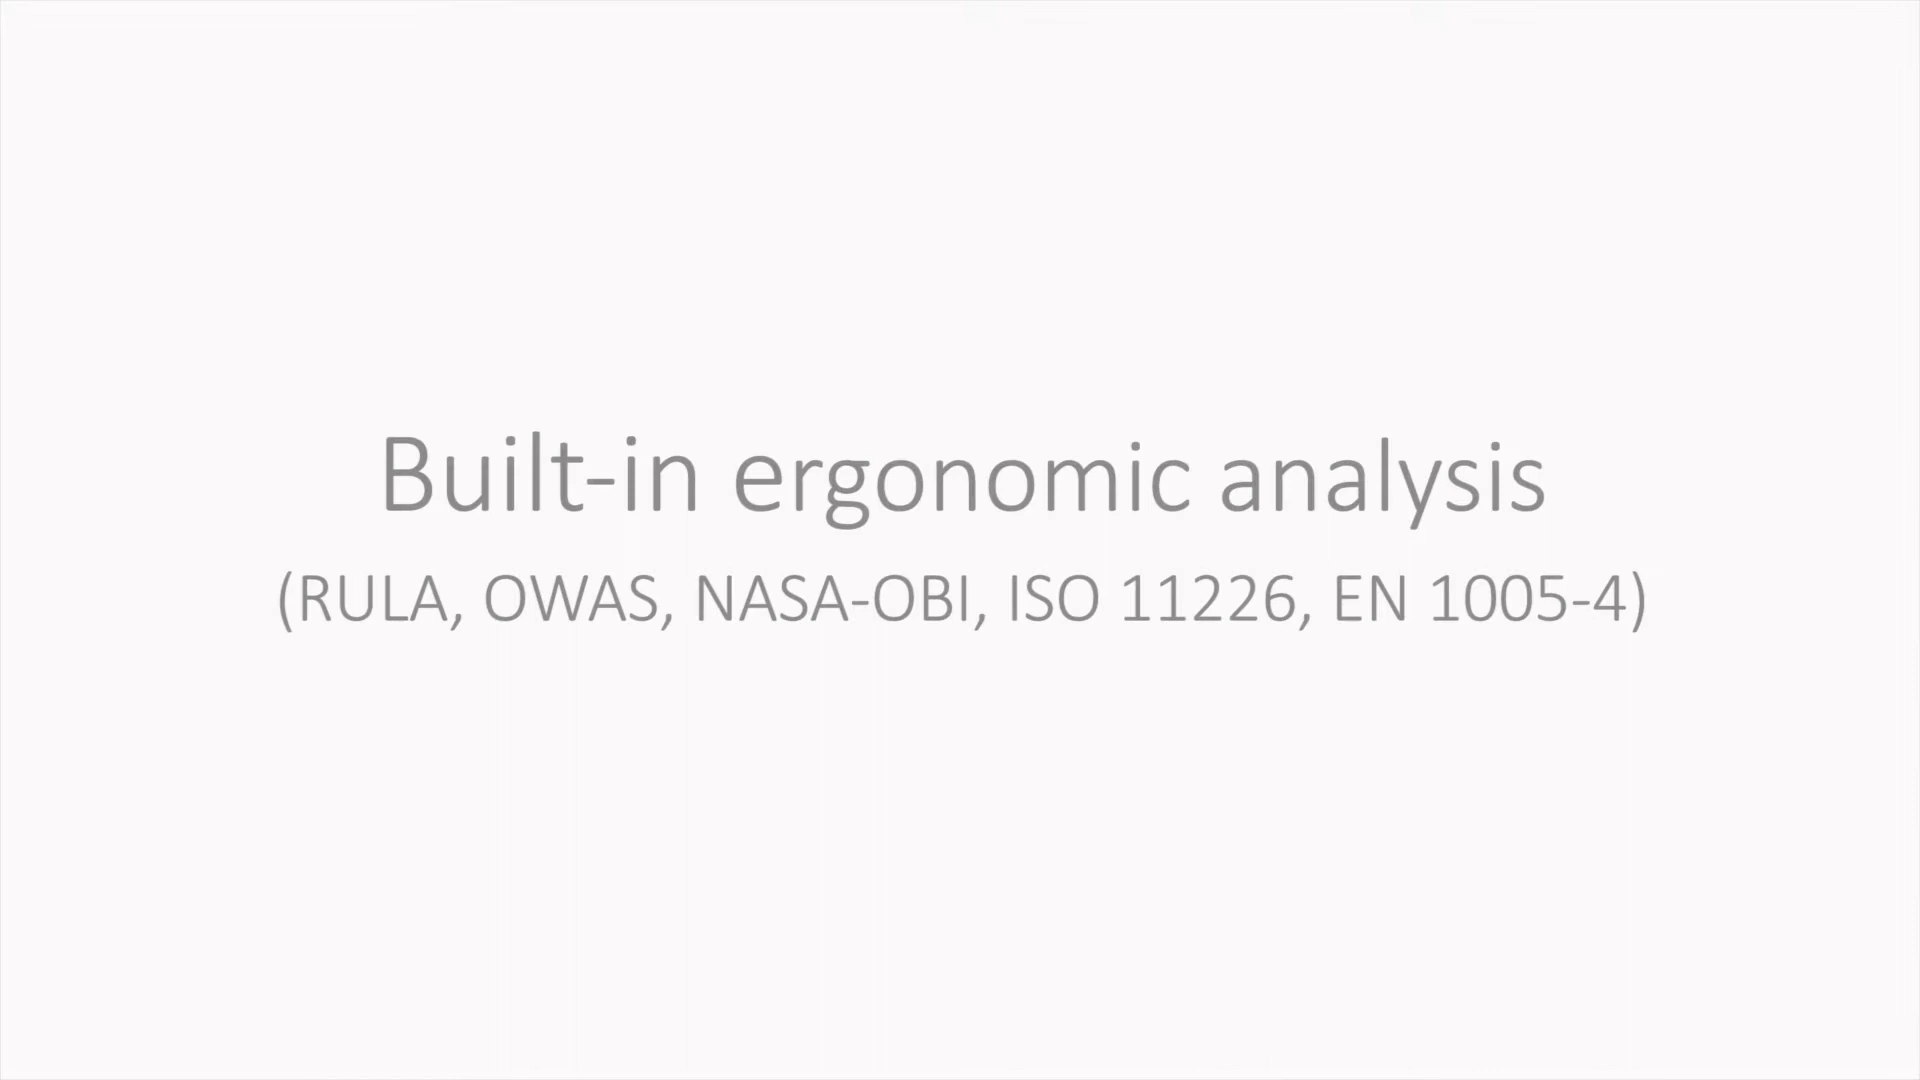 Built-in ergonomic analysis
(RULA, OWAS, NASA-OBI, ISO 11226, EN 1005-4)